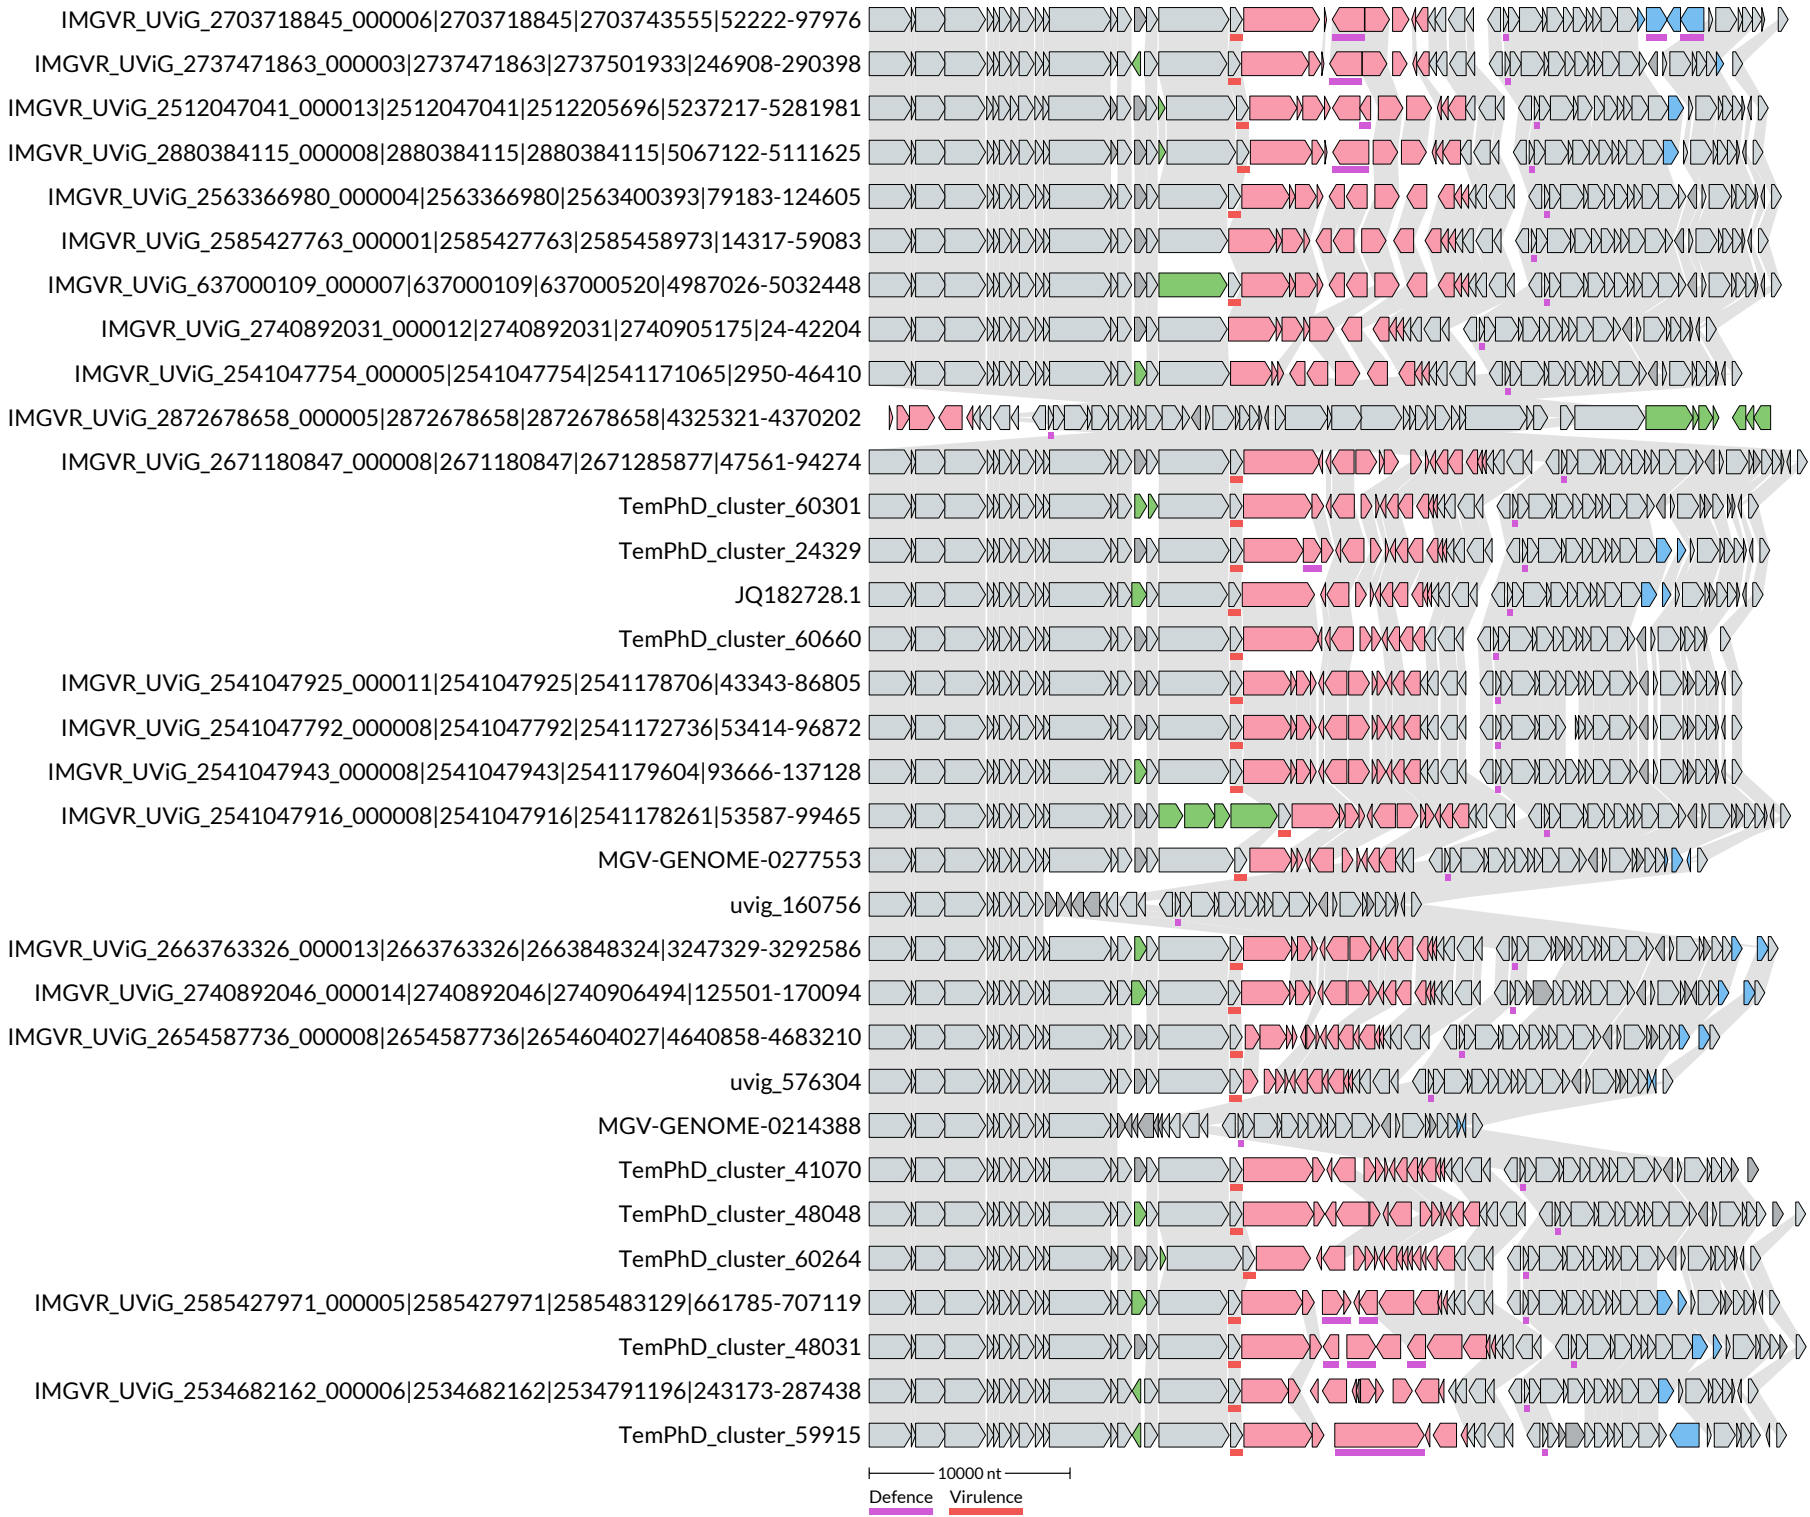 IMGVR_UViG_2703718845_000006|2703718845|2703743555|52222-97976
IMGVR_UViG_2737471863_000003|2737471863|2737501933|246908-290398
IMGVR_UViG_2512047041_000013|2512047041|2512205696|5237217-5281981
IMGVR_UViG_2880384115_000008|2880384115|2880384115|5067122-5111625
IMGVR_UViG_2563366980_000004|2563366980|2563400393|79183-124605
IMGVR_UViG_2585427763_000001|2585427763|2585458973|14317-59083
IMGVR_UViG_637000109_000007|637000109|637000520|4987026-5032448
IMGVR_UViG_2740892031_000012|2740892031|2740905175|24-42204
IMGVR_UViG_2541047754_000005|2541047754|2541171065|2950-46410
IMGVR_UViG_2872678658_000005|2872678658|2872678658|4325321-4370202
IMGVR_UViG_2671180847_000008|2671180847|2671285877|47561-94274
TemPhD_cluster_60301
TemPhD_cluster_24329
JQ182728.1
TemPhD_cluster_60660
IMGVR_UViG_2541047925_000011|2541047925|2541178706|43343-86805
IMGVR_UViG_2541047792_000008|2541047792|2541172736|53414-96872
IMGVR_UViG_2541047943_000008|2541047943|2541179604|93666-137128
IMGVR_UViG_2541047916_000008|2541047916|2541178261|53587-99465
MGV-GENOME-0277553
uvig_160756
IMGVR_UViG_2663763326_000013|2663763326|2663848324|3247329-3292586
IMGVR_UViG_2740892046_000014|2740892046|2740906494|125501-170094
IMGVR_UViG_2654587736_000008|2654587736|2654604027|4640858-4683210
uvig_576304
MGV-GENOME-0214388
TemPhD_cluster_41070
TemPhD_cluster_48048
TemPhD_cluster_60264
IMGVR_UViG_2585427971_000005|2585427971|2585483129|661785-707119
TemPhD_cluster_48031
IMGVR_UViG_2534682162_000006|2534682162|2534791196|243173-287438
TemPhD_cluster_59915
10000 nt
Defence Virulence